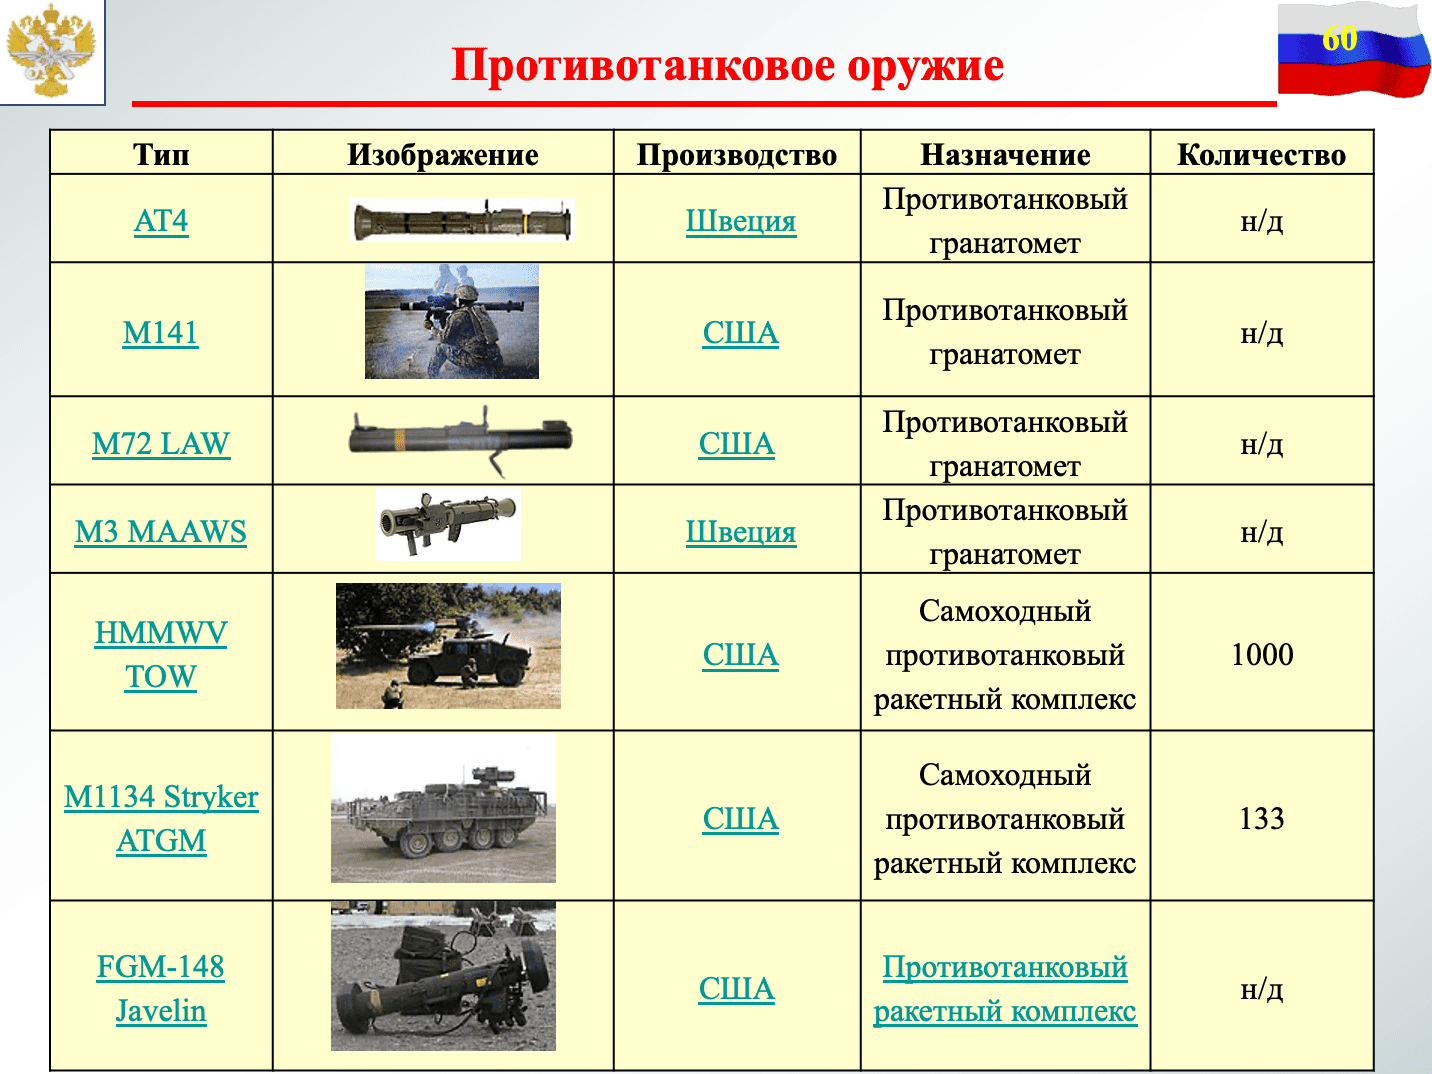 60
Противотанковое оружие
Тип Изображение Производство Назначение Количество
AT4 Швеция Противотанковый гранатомет н/д
M141 США Противотанковый гранатомет н/д
M72 LAW США Противотанковый гранатомет н/д
M3 MAAWS Швеция Противотанковый гранатомет н/д
HMMWV TOW США Самоходный противотанковый ракетный комплекс 1000
M1134 Stryker ATGM США Самоходный противотанковый ракетный комплекс 133
FGM-148 Javelin США Противотанковый ракетный комплекс н/д